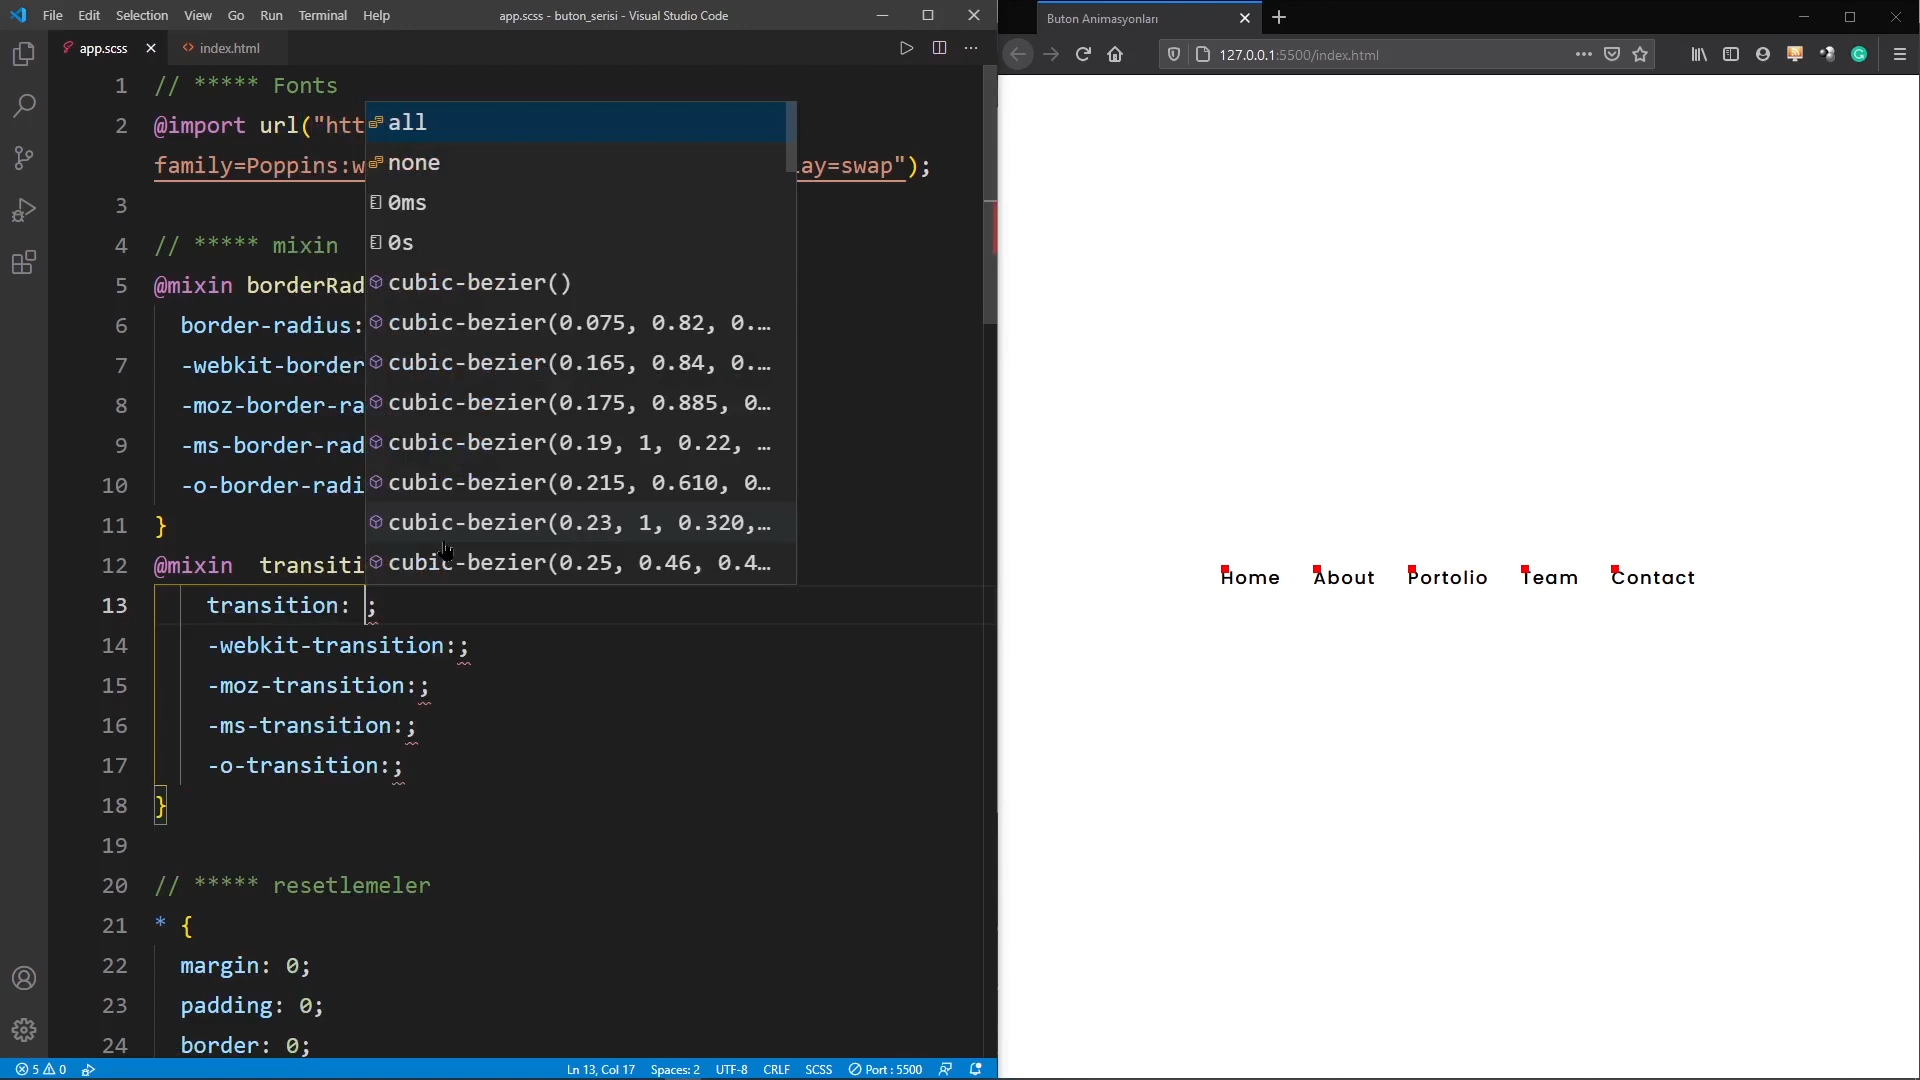 File Edit Selection View Go Run Terminal Help
app.scss - buton_serisi - Visual Studio Code
app.scss
index.html
1 // ***** Fonts
2 @import url("htt
family=Poppins:w
ay=swap");
3
4 // ***** mixin
5 @mixin borderRad
6 border-radius:
7 -webkit-border
8 -moz-border-ra
9 -ms-border-rad
10 -o-border-radi
11 }
12 @mixin transiti
13 transition: ;
14 -webkit-transition:;
15 -moz-transition:;
16 -ms-transition:;
17 -o-transition:;
18 }
19
20 // ***** resetlemeler
21 * {
22 margin: 0;
23 padding: 0;
24 border: 0;
all
none
0ms
0s
cubic-bezier()
cubic-bezier(0.075, 0.82, 0.…
cubic-bezier(0.165, 0.84, 0.…
cubic-bezier(0.175, 0.885, 0…
cubic-bezier(0.19, 1, 0.22, …
cubic-bezier(0.215, 0.610, 0…
cubic-bezier(0.23, 1, 0.320,…
cubic-bezier(0.25, 0.46, 0.4…
5 0
Ln 13, Col 17 Spaces: 2 UTF-8 CRLF SCSS Port : 5500
Buton Animasyonları
127.0.0.1:5500/index.html
Home About Portolio Team Contact